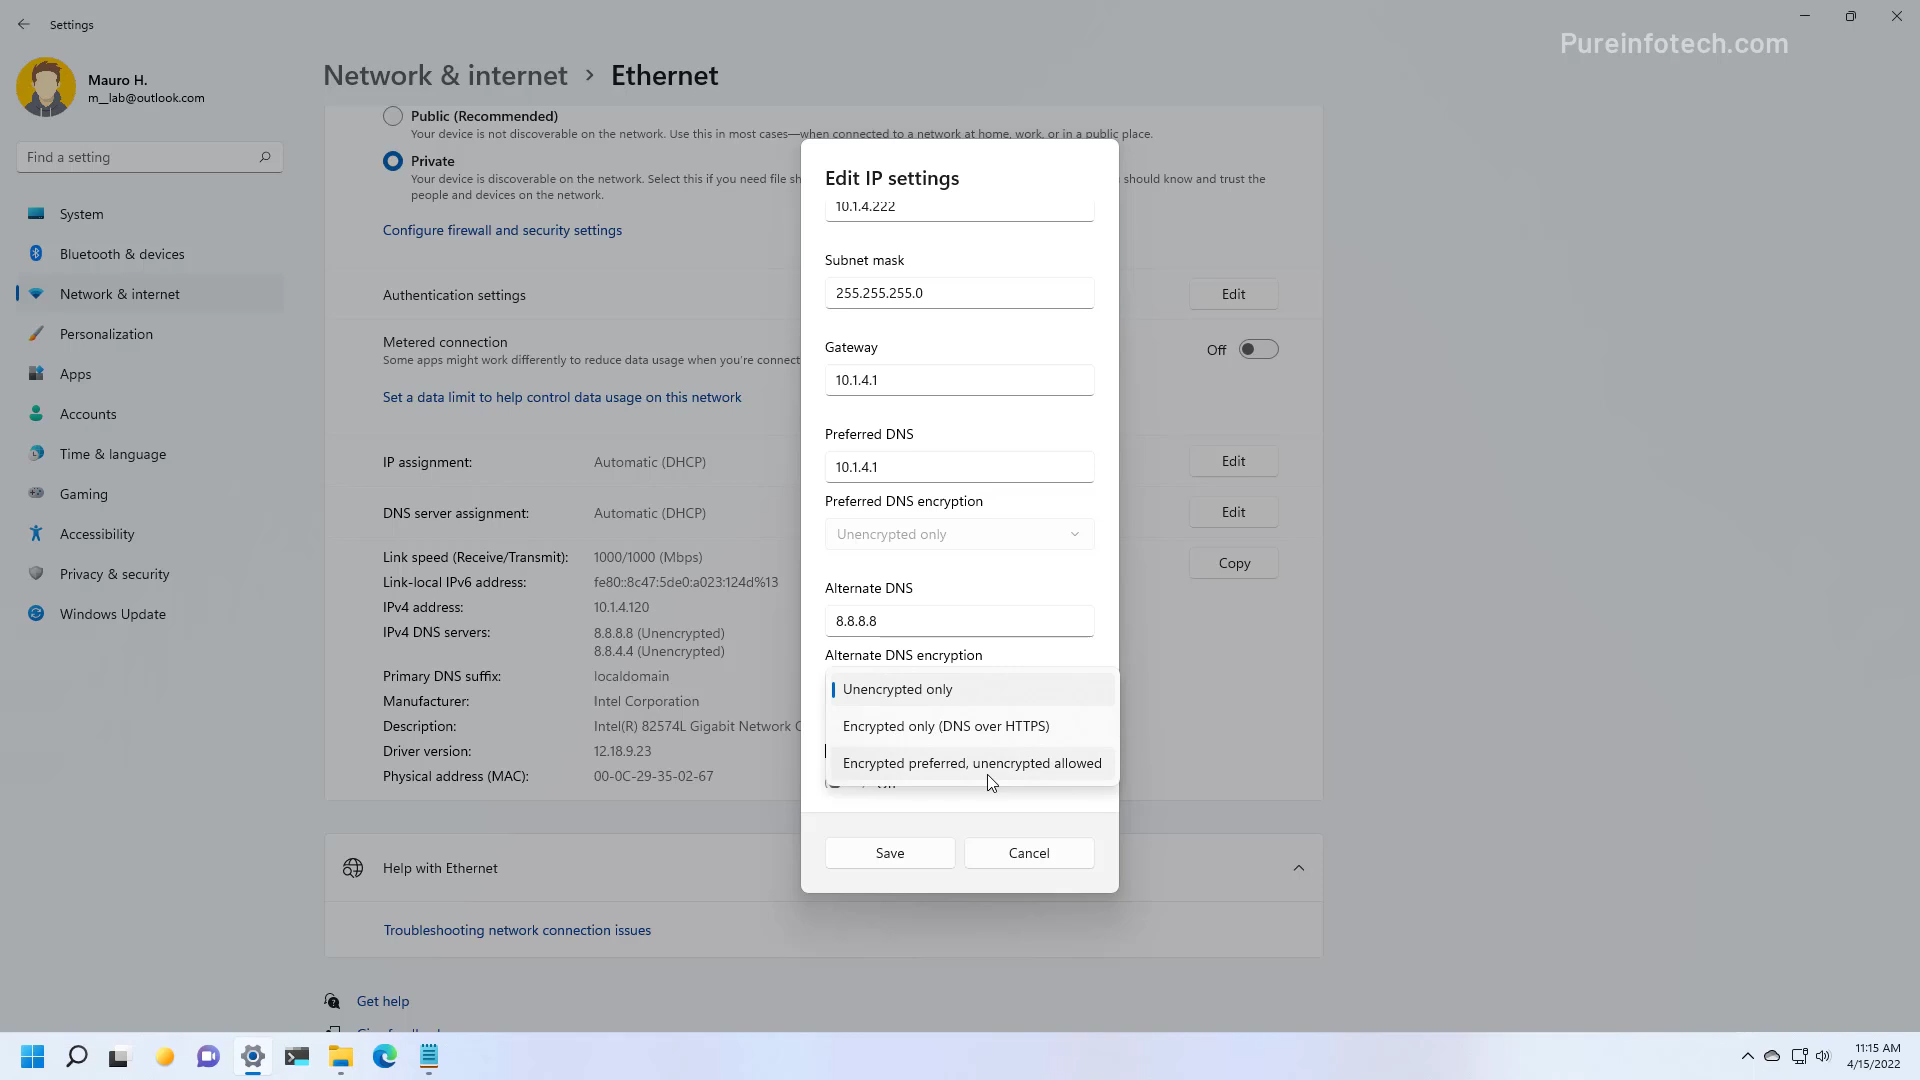 Settings
Pureinfotech.com
Mauro H.
m__lab@outlook.com
Find a setting
System
Bluetooth & devices
Network & internet
Personalization
Apps
Accounts
Time & language
Gaming
Accessibility
Privacy & security
Windows Update
Network & internet › Ethernet
Public (Recommended)
Your device is not discoverable on the network. Use this in most cases—when connected to a network at home, work, or in a public place.
Private
Your device is discoverable on the network. Select this if you need file sh should know and trust the
people and devices on the network.
Configure firewall and security settings
Authentication settings Edit
Metered connection
Some apps might work differently to reduce data usage when you're connect
Off
Set a data limit to help control data usage on this network
IP assignment: Automatic (DHCP) Edit
DNS server assignment: Automatic (DHCP) Edit
Link speed (Receive/Transmit): 1000/1000 (Mbps) Copy
Link-local IPv6 address: fe80::8c47:5de0:a023:124d%13
IPv4 address: 10.1.4.120
IPv4 DNS servers: 8.8.8.8 (Unencrypted)
8.8.4.4 (Unencrypted)
Primary DNS suffix: localdomain
Manufacturer: Intel Corporation
Description: Intel(R) 82574L Gigabit Network C
Driver version: 12.18.9.23
Physical address (MAC): 00-0C-29-35-02-67
Help with Ethernet
Troubleshooting network connection issues
Get help
Edit IP settings
10.1.4.222
Subnet mask
255.255.255.0
Gateway
10.1.4.1
Preferred DNS
10.1.4.1
Preferred DNS encryption
Unencrypted only
Alternate DNS
8.8.8.8
Alternate DNS encryption
Unencrypted only
Encrypted only (DNS over HTTPS)
Encrypted preferred, unencrypted allowed
Save Cancel
11:15 AM
4/15/2022